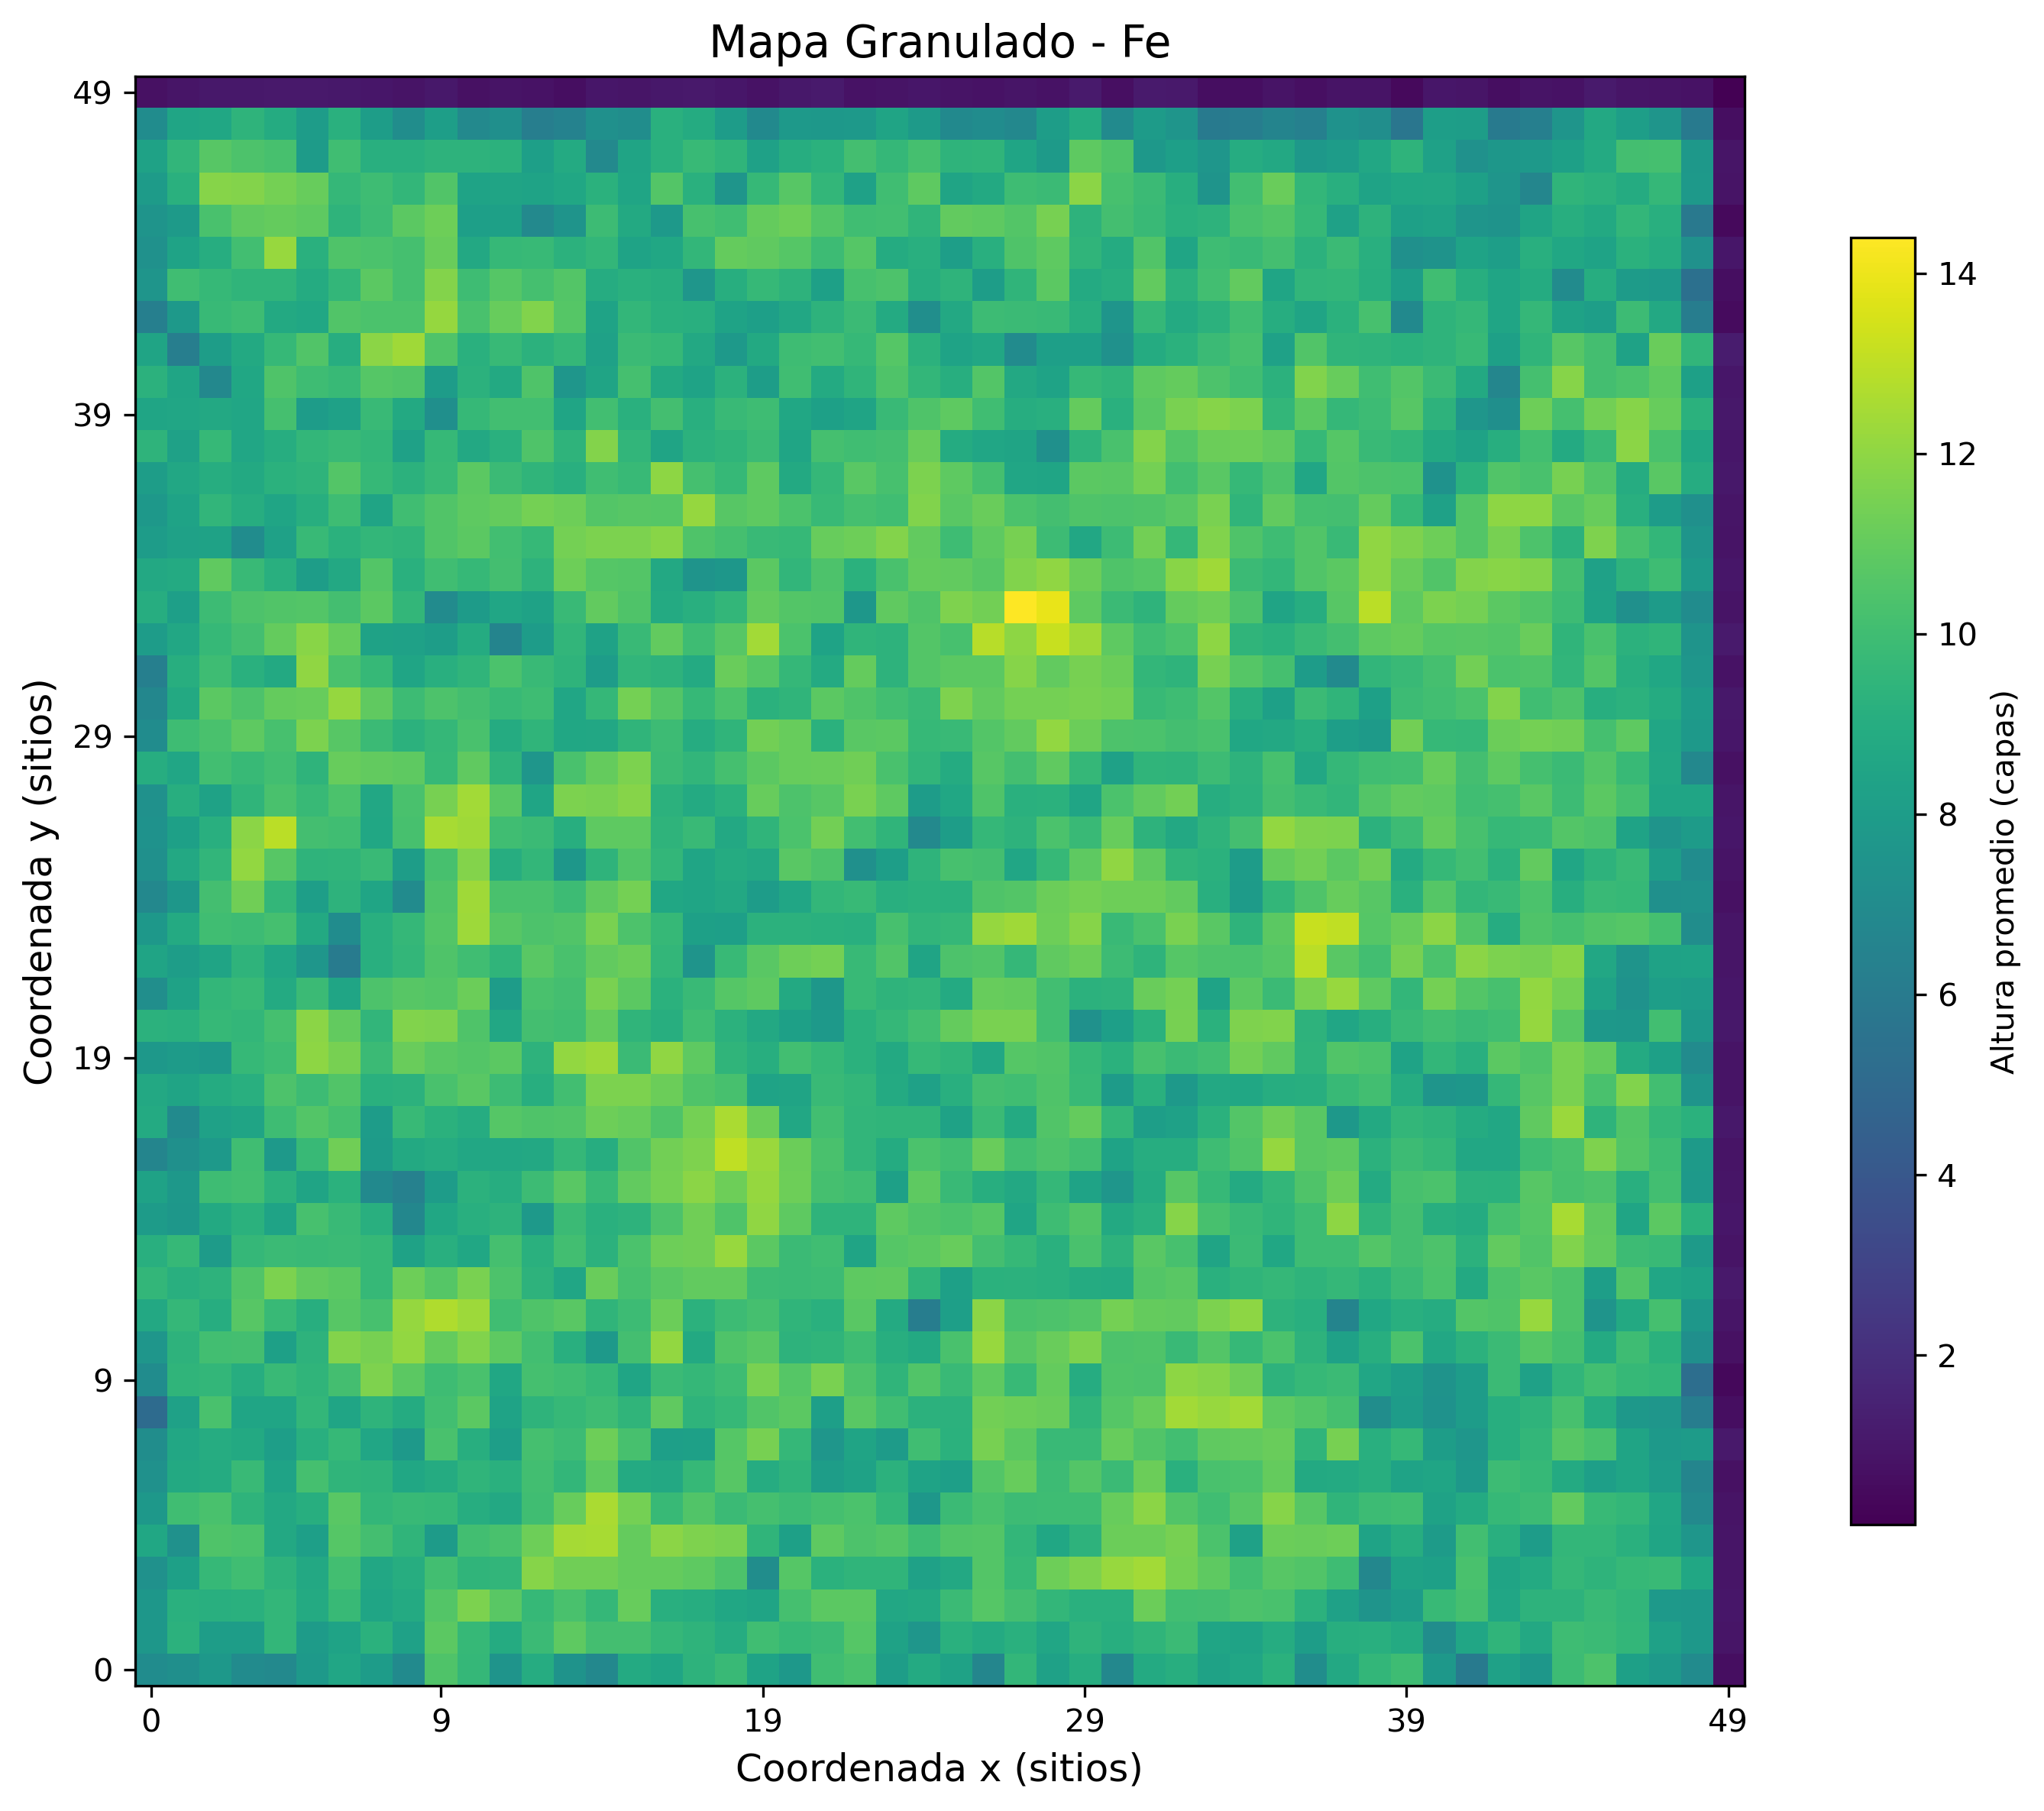 Mapa Granulado - Fe
49
39
29
19
9
0
Coordenada y (sitios)
0 9 19 29 39 49
Coordenada x (sitios)
14
12
10
8
6
4
2
Altura promedio (capas)